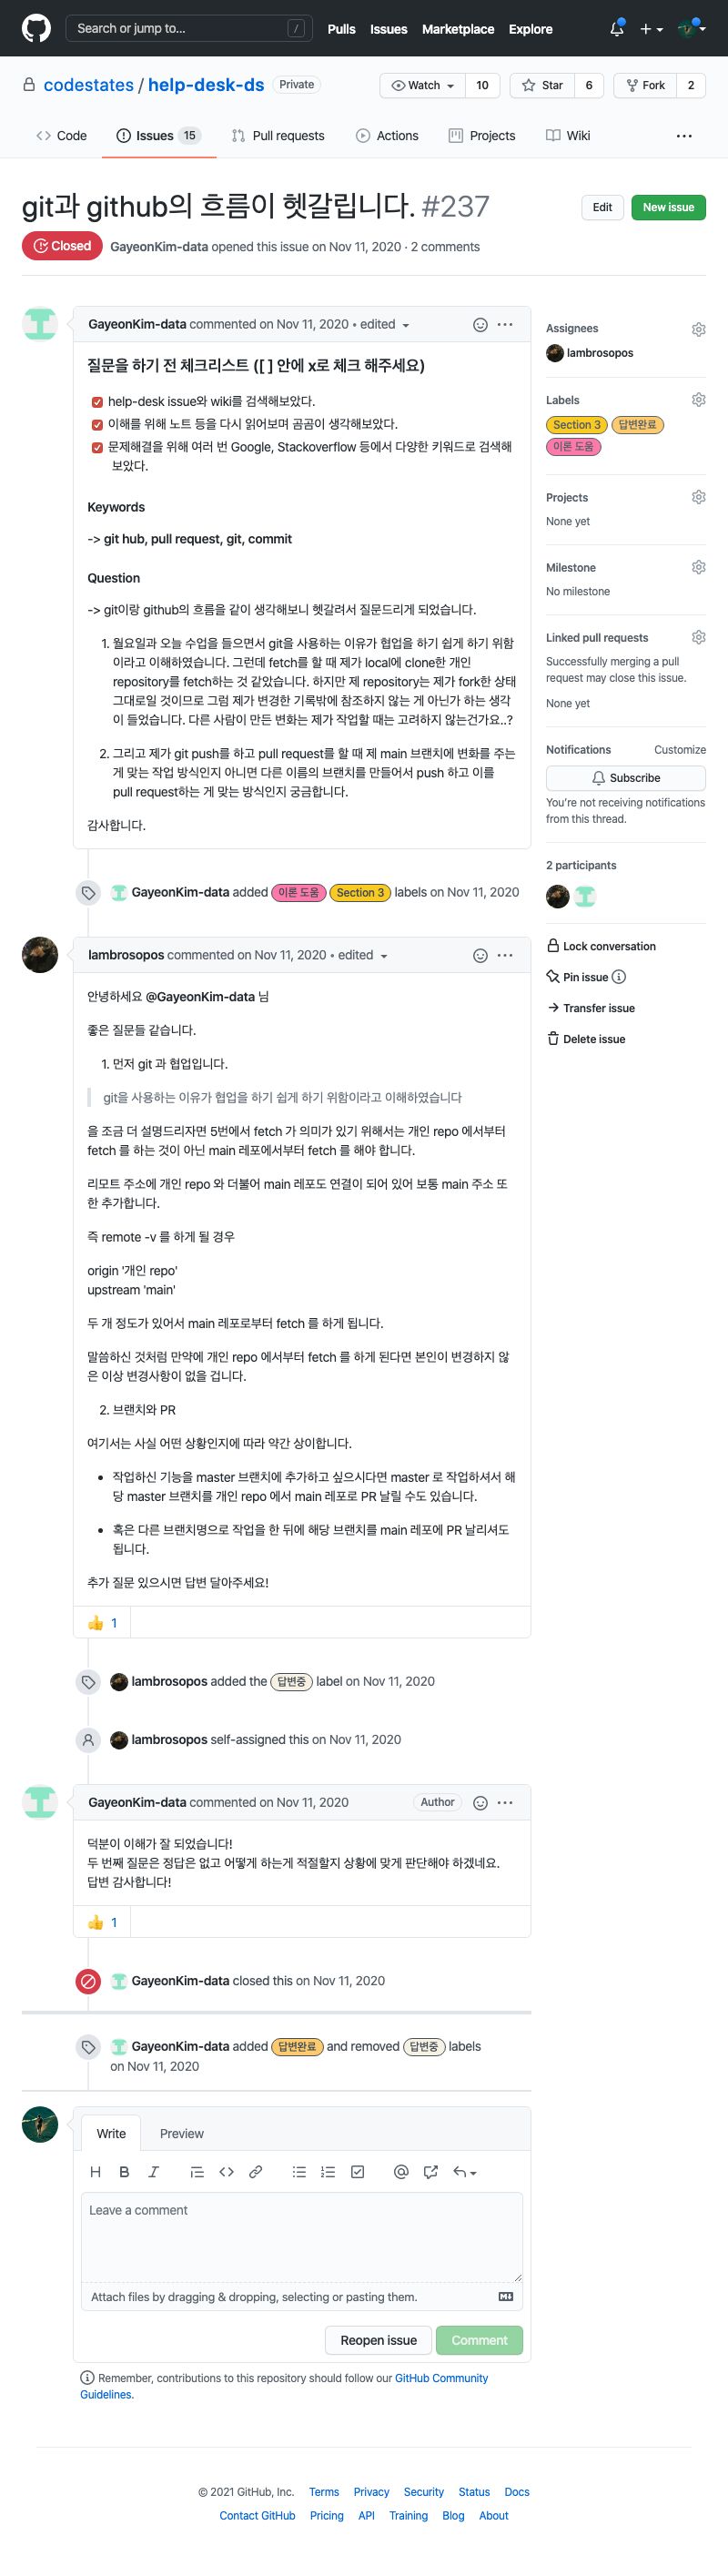 Search or jump to...
/
Pulls Issues Marketplace Explore
codestates / help-desk-ds Private
Watch 10 Star 6 Fork 2
Code Issues 15 Pull requests Actions Projects Wiki
git과 github의 흐름이 헷갈립니다. #237
Edit New issue
Closed GayeonKim-data opened this issue on Nov 11, 2020 · 2 comments
GayeonKim-data commented on Nov 11, 2020 • edited
질문을 하기 전 체크리스트 ([ ] 안에 x로 체크 해주세요)
help-desk issue와 wiki를 검색해보았다.
이해를 위해 노트 등을 다시 읽어보며 곰곰이 생각해보았다.
문제해결을 위해 여러 번 Google, Stackoverflow 등에서 다양한 키워드로 검색해
보았다.
Keywords
-> git hub, pull request, git, commit
Question
-> git이랑 github의 흐름을 같이 생각해보니 헷갈려서 질문드리게 되었습니다.
1. 월요일과 오늘 수업을 들으면서 git을 사용하는 이유가 협업을 하기 쉽게 하기 위함
이라고 이해하였습니다. 그런데 fetch를 할 때 제가 local에 clone한 개인
repository를 fetch하는 것 같았습니다. 하지만 제 repository는 제가 fork한 상태
그대로일 것이므로 그럼 제가 변경한 기록밖에 참조하지 않는 게 아닌가 하는 생각
이 들었습니다. 다른 사람이 만든 변화는 제가 작업할 때는 고려하지 않는건가요..?
2. 그리고 제가 git push를 하고 pull request를 할 때 제 main 브랜치에 변화를 주는
게 맞는 작업 방식인지 아니면 다른 이름의 브랜치를 만들어서 push 하고 이를
pull request하는 게 맞는 방식인지 궁금합니다.
감사합니다.
GayeonKim-data added 이론 도움 Section 3 labels on Nov 11, 2020
lambrosopos commented on Nov 11, 2020 • edited
안녕하세요 @GayeonKim-data 님
좋은 질문들 같습니다.
1. 먼저 git 과 협업입니다.
git을 사용하는 이유가 협업을 하기 쉽게 하기 위함이라고 이해하였습니다
을 조금 더 설명드리자면 5번에서 fetch 가 의미가 있기 위해서는 개인 repo 에서부터
fetch 를 하는 것이 아닌 main 레포에서부터 fetch 를 해야 합니다.
리모트 주소에 개인 repo 와 더불어 main 레포도 연결이 되어 있어 보통 main 주소 또
한 추가합니다.
즉 remote -v 를 하게 될 경우
origin '개인 repo'
upstream 'main'
두 개 정도가 있어서 main 레포로부터 fetch 를 하게 됩니다.
말씀하신 것처럼 만약에 개인 repo 에서부터 fetch 를 하게 된다면 본인이 변경하지 않
은 이상 변경사항이 없을 겁니다.
2. 브랜치와 PR
여기서는 사실 어떤 상황인지에 따라 약간 상이합니다.
• 작업하신 기능을 master 브랜치에 추가하고 싶으시다면 master 로 작업하셔서 해
당 master 브랜치를 개인 repo 에서 main 레포로 PR 날릴 수도 있습니다.
• 혹은 다른 브랜치명으로 작업을 한 뒤에 해당 브랜치를 main 레포에 PR 날리셔도
됩니다.
추가 질문 있으시면 답변 달아주세요!
👍 1
lambrosopos added the 답변중 label on Nov 11, 2020
lambrosopos self-assigned this on Nov 11, 2020
GayeonKim-data commented on Nov 11, 2020 Author
덕분이 이해가 잘 되었습니다!
두 번째 질문은 정답은 없고 어떻게 하는게 적절할지 상황에 맞게 판단해야 하겠네요.
답변 감사합니다!
👍 1
GayeonKim-data closed this on Nov 11, 2020
GayeonKim-data added 답변완료 and removed 답변중 labels
on Nov 11, 2020
Write Preview
Leave a comment
Attach files by dragging & dropping, selecting or pasting them.
Reopen issue Comment
Remember, contributions to this repository should follow our GitHub Community
Guidelines.
Assignees
lambrosopos
Labels
Section 3 답변완료
이론 도움
Projects
None yet
Milestone
No milestone
Linked pull requests
Successfully merging a pull
request may close this issue.
None yet
Notifications Customize
Subscribe
You're not receiving notifications
from this thread.
2 participants
Lock conversation
Pin issue
Transfer issue
Delete issue
© 2021 GitHub, Inc. Terms Privacy Security Status Docs
Contact GitHub Pricing API Training Blog About